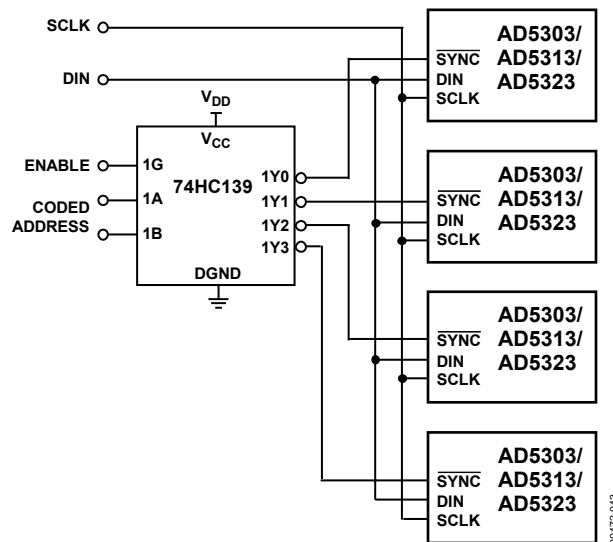 SCLK
DIN
ENABLE
CODED
ADDRESS
VDD
VCC
1G
1A
1B
74HC139
1Y0
1Y1
1Y2
1Y3
DGND
AD5303/
SYNC AD5313/
DIN AD5323
SCLK
AD5303/
SYNC AD5313/
DIN AD5323
SCLK
AD5303/
SYNC AD5313/
DIN AD5323
SCLK
AD5303/
SYNC AD5313/
DIN AD5323
SCLK